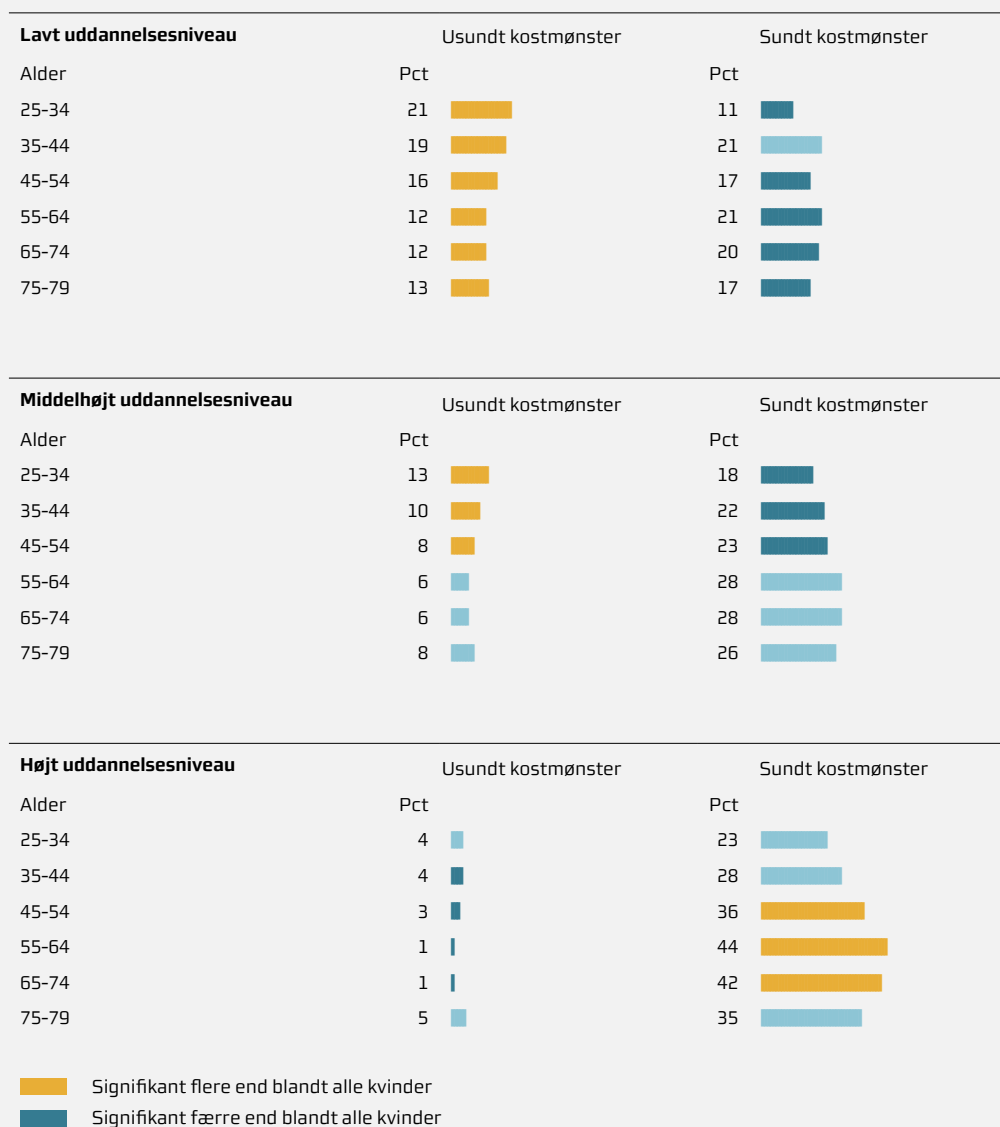 Lavt uddannelsesniveau Usundt kostmønster Sundt kostmønster
Alder Pct Pct
25-34 21 11
35-44 19 21
45-54 16 17
55-64 12 21
65-74 12 20
75-79 13 17
Middelhøjt uddannelsesniveau Usundt kostmønster Sundt kostmønster
Alder Pct Pct
25-34 13 18
35-44 10 22
45-54 8 23
55-64 6 28
65-74 6 28
75-79 8 26
Højt uddannelsesniveau Usundt kostmønster Sundt kostmønster
Alder Pct Pct
25-34 4 23
35-44 4 28
45-54 3 36
55-64 1 44
65-74 1 42
75-79 5 35
Signifikant flere end blandt alle kvinder
Signifikant færre end blandt alle kvinder